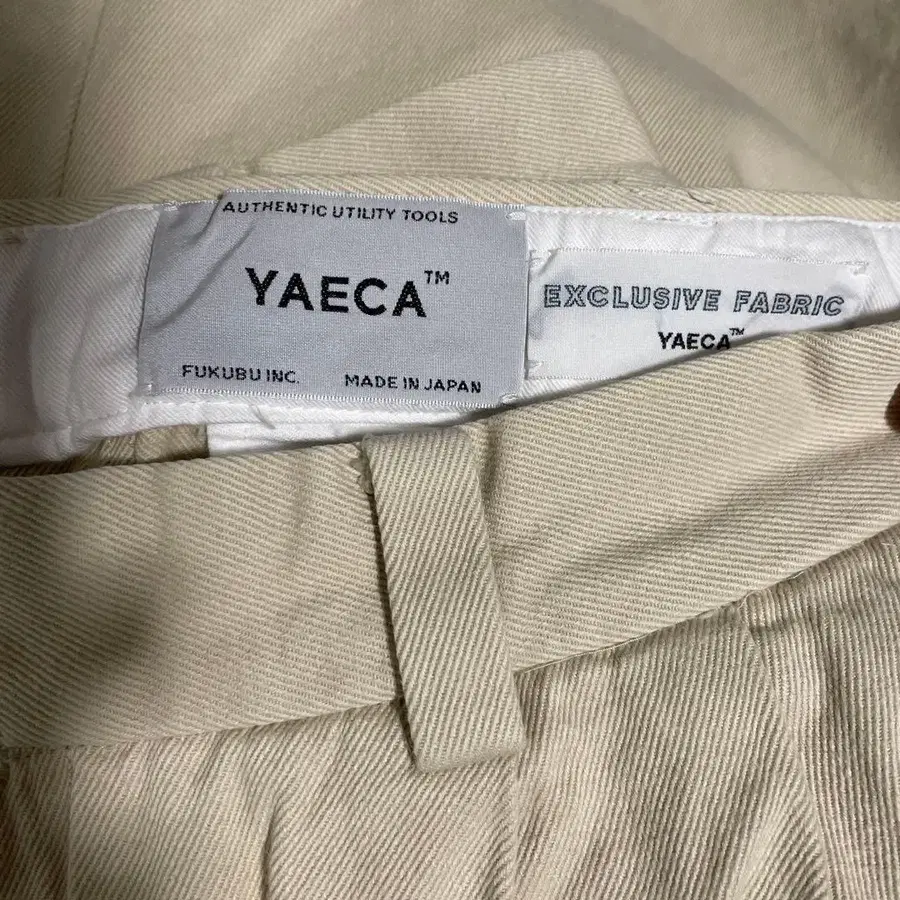 AUTHENTIC UTILITY TOOLS
YAECA™
FUKUBU INC. MADE IN JAPAN
EXCLUSIVE FABRIC
YAECA™